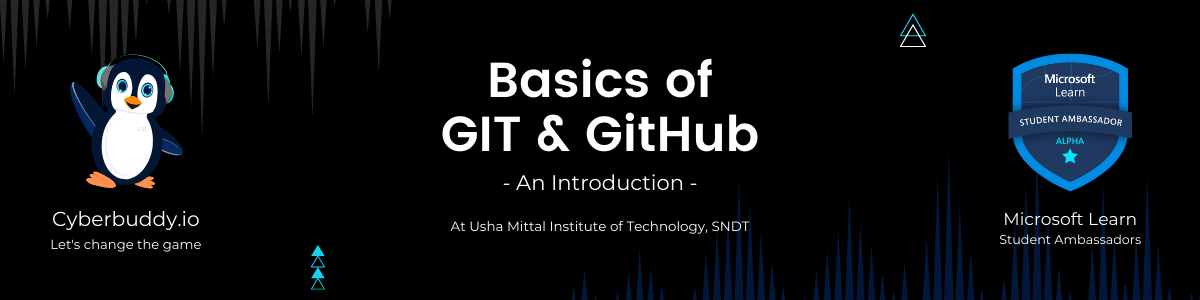 Basics of
GIT & GitHub
- An Introduction -
At Usha Mittal Institute of Technology, SNDT
Cyberbuddy.io
Let's change the game
Microsoft
Learn
STUDENT AMBASSADOR
ALPHA
Microsoft Learn
Student Ambassadors